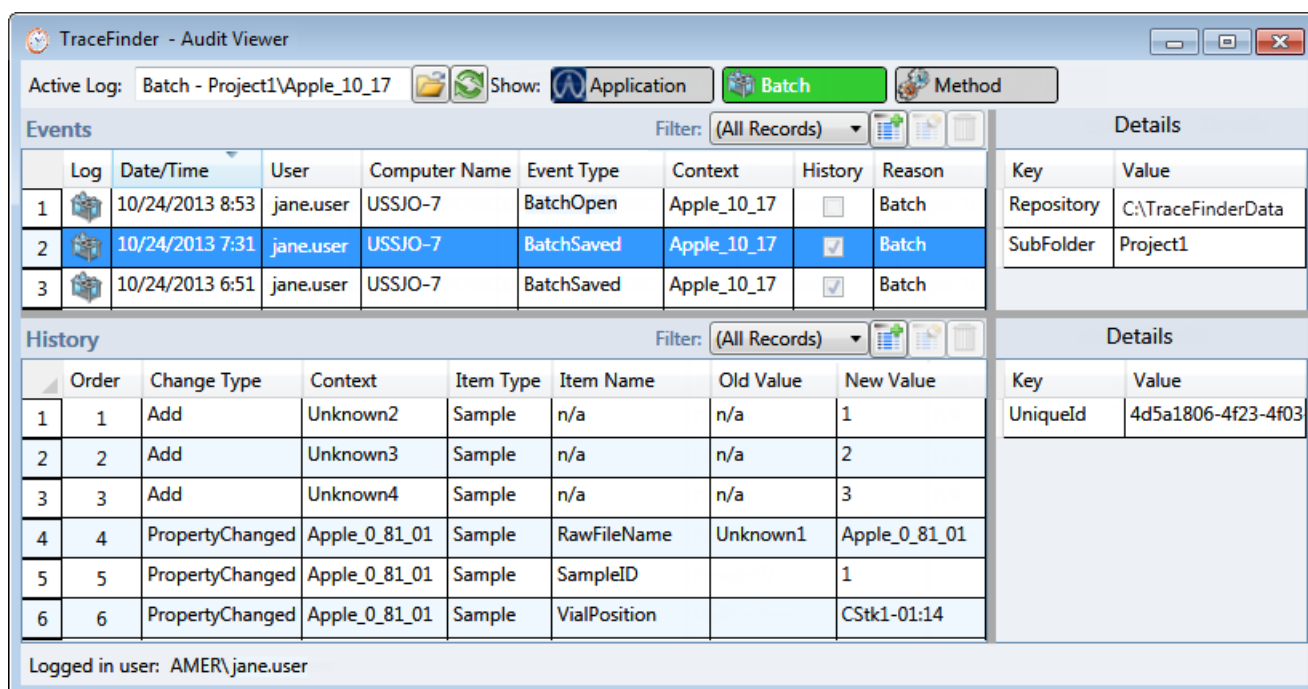 TraceFinder - Audit Viewer
Active Log: Batch - Project1\Apple_10_17 Show: Application Batch Method
Events Filter: (All Records) Details
Log Date/Time User Computer Name Event Type Context History Reason Key Value
1 10/24/2013 8:53 jane.user USSJO-7 BatchOpen Apple_10_17 Batch Repository C:\TraceFinderData
2 10/24/2013 7:31 jane.user USSJO-7 BatchSaved Apple_10_17 Batch SubFolder Project1
3 10/24/2013 6:51 jane.user USSJO-7 BatchSaved Apple_10_17 Batch
History Filter: (All Records) Details
Order Change Type Context Item Type Item Name Old Value New Value Key Value
1 1 Add Unknown2 Sample n/a n/a 1 UniqueId 4d5a1806-4f23-4f03-
2 2 Add Unknown3 Sample n/a n/a 2
3 3 Add Unknown4 Sample n/a n/a 3
4 4 PropertyChanged Apple_0_81_01 Sample RawFileName Unknown1 Apple_0_81_01
5 5 PropertyChanged Apple_0_81_01 Sample SampleID 1
6 6 PropertyChanged Apple_0_81_01 Sample VialPosition CStk1-01:14
Logged in user: AMER\jane.user